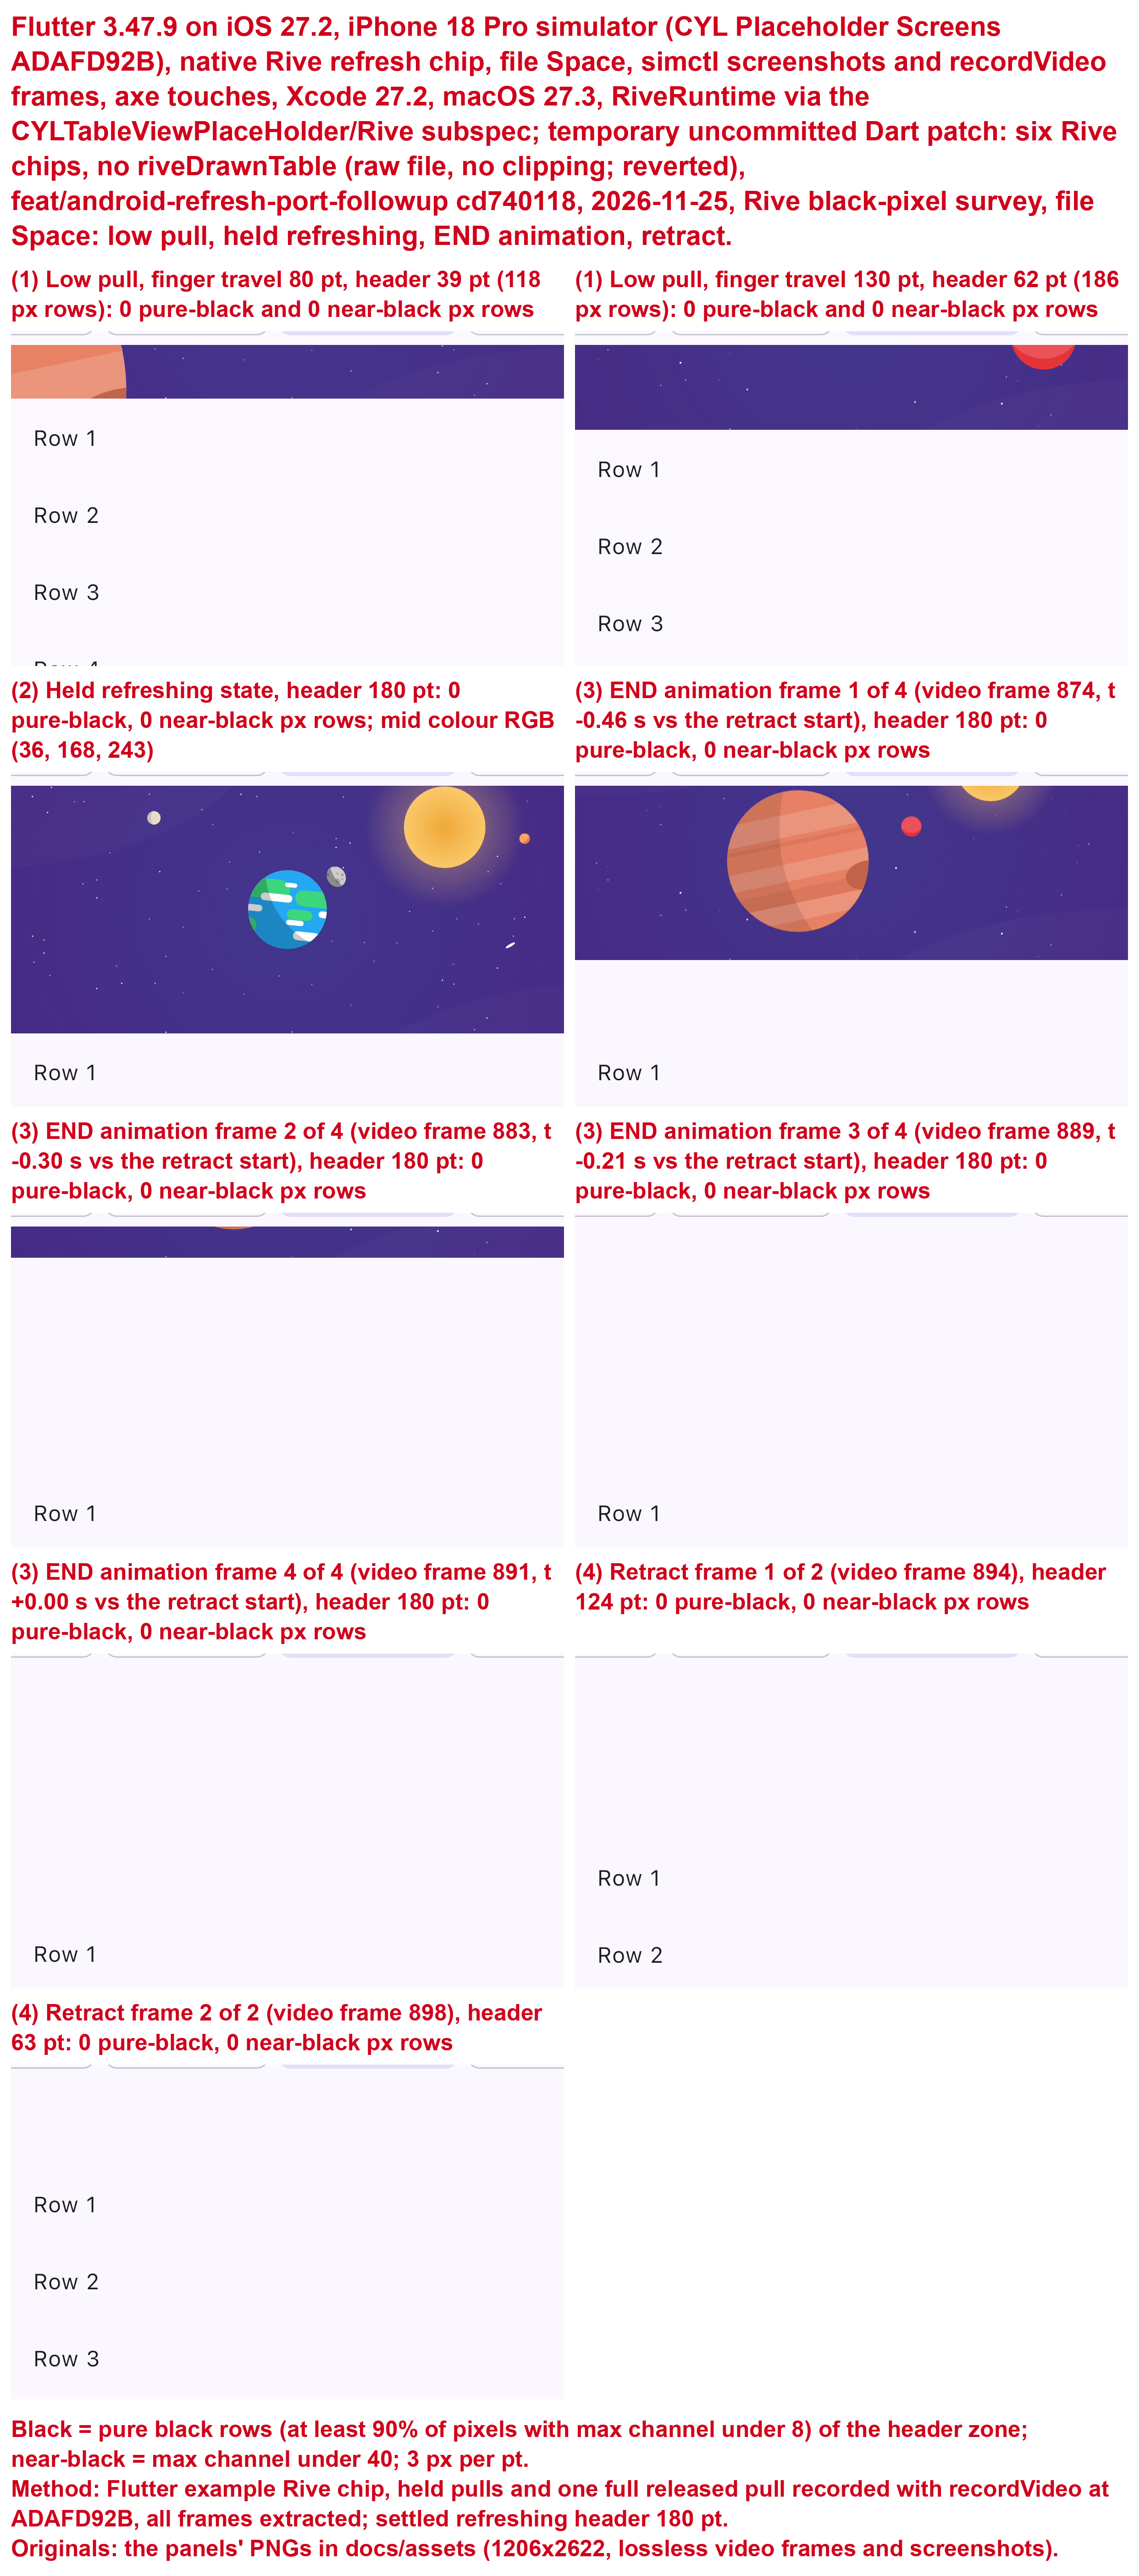 Flutter 3.47.9 on iOS 27.2, iPhone 18 Pro simulator (CYL Placeholder Screens
ADAFD92B), native Rive refresh chip, file Space, simctl screenshots and recordVideo
frames, axe touches, Xcode 27.2, macOS 27.3, RiveRuntime via the
CYLTableViewPlaceHolder/Rive subspec; temporary uncommitted Dart patch: six Rive
chips, no riveDrawnTable (raw file, no clipping; reverted),
feat/android-refresh-port-followup cd740118, 2026-11-25, Rive black-pixel survey, file
Space: low pull, held refreshing, END animation, retract.
(1) Low pull, finger travel 80 pt, header 39 pt (118
px rows): 0 pure-black and 0 near-black px rows
Row 1
Row 2
Row 3
Row 4
(1) Low pull, finger travel 130 pt, header 62 pt (186
px rows): 0 pure-black and 0 near-black px rows
Row 1
Row 2
Row 3
(2) Held refreshing state, header 180 pt: 0
pure-black, 0 near-black px rows; mid colour RGB
(36, 168, 243)
Row 1
(3) END animation frame 1 of 4 (video frame 874, t
-0.46 s vs the retract start), header 180 pt: 0
pure-black, 0 near-black px rows
Row 1
(3) END animation frame 2 of 4 (video frame 883, t
-0.30 s vs the retract start), header 180 pt: 0
pure-black, 0 near-black px rows
Row 1
(3) END animation frame 3 of 4 (video frame 889, t
-0.21 s vs the retract start), header 180 pt: 0
pure-black, 0 near-black px rows
Row 1
(3) END animation frame 4 of 4 (video frame 891, t
+0.00 s vs the retract start), header 180 pt: 0
pure-black, 0 near-black px rows
Row 1
(4) Retract frame 1 of 2 (video frame 894), header
124 pt: 0 pure-black, 0 near-black px rows
Row 1
Row 2
(4) Retract frame 2 of 2 (video frame 898), header
63 pt: 0 pure-black, 0 near-black px rows
Row 1
Row 2
Row 3
Black = pure black rows (at least 90% of pixels with max channel under 8) of the header zone;
near-black = max channel under 40; 3 px per pt.
Method: Flutter example Rive chip, held pulls and one full released pull recorded with recordVideo at
ADAFD92B, all frames extracted; settled refreshing header 180 pt.
Originals: the panels' PNGs in docs/assets (1206x2622, lossless video frames and screenshots).